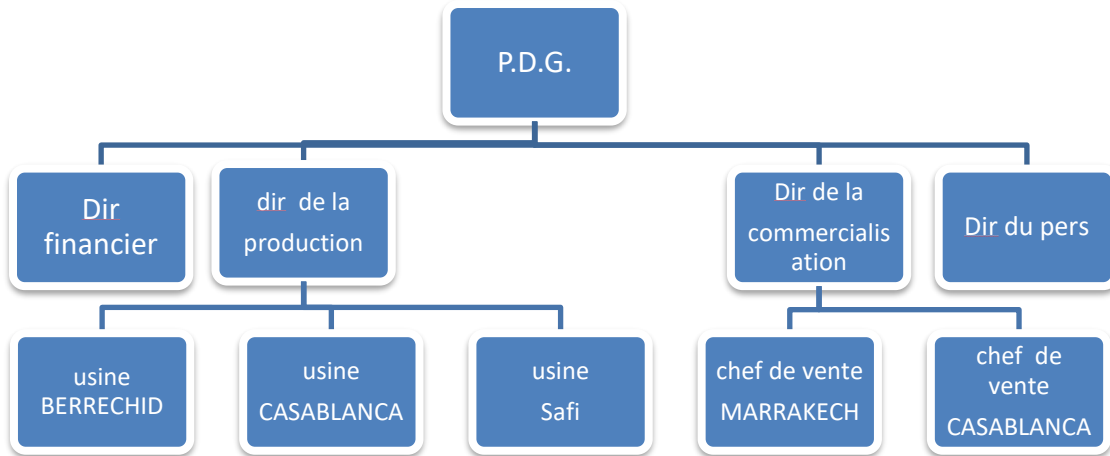 P.D.G.
Dir
financier
dir de la
production
Dir de la
commercialis
ation
Dir du pers
usine
BERRECHID
usine
CASABLANCA
usine
Safi
chef de vente
MARRAKECH
chef de
vente
CASABLANCA